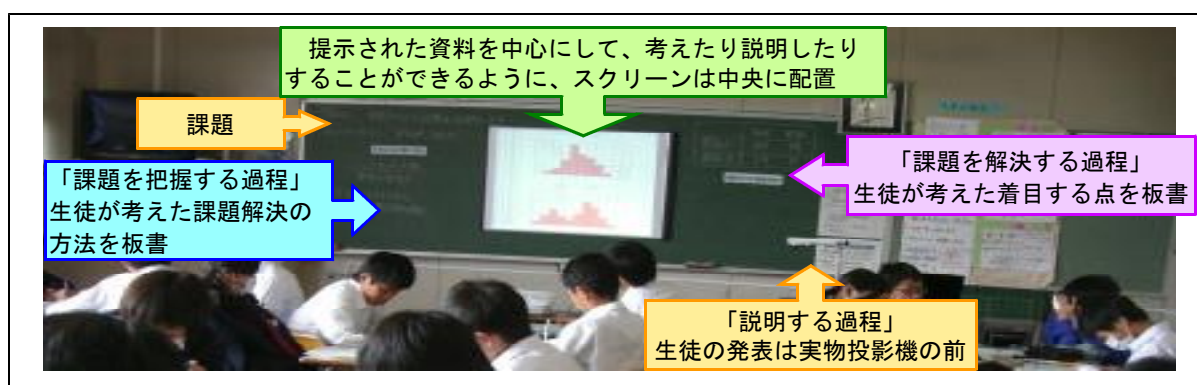 提示された資料を中心にして、考えたり説明したり
することができるように、スクリーンは中央に配置
課題
「課題を把握する過程」
生徒が考えた課題解決の
方法を板書
「課題を解決する過程」
生徒が考えた着目する点を板書
「説明する過程」
生徒の発表は実物投影機の前